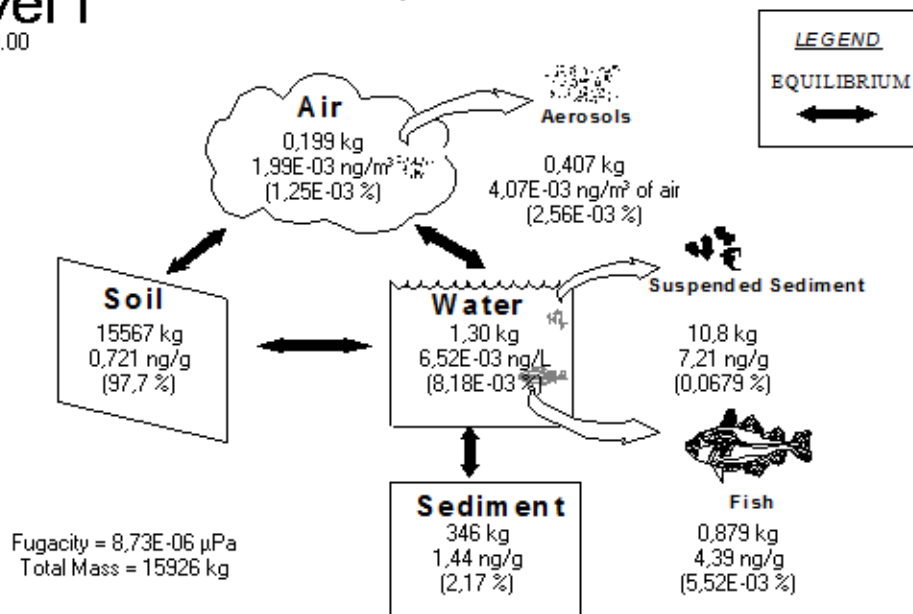 .00
LEGEND
EQUILIBRIUM
Air
0,199 kg
1,99E-03 ng/m³
(1,25E-03 %)
Aerosols
0,407 kg
4,07E-03 ng/m³ of air
(2,56E-03 %)
Soil
15567 kg
0,721 ng/g
(97,7 %)
Water
1,30 kg
6,52E-03 ng/L
(8,18E-03 %)
Suspended Sediment
10,8 kg
7,21 ng/g
(0,0679 %)
Sediment
346 kg
1,44 ng/g
(2,17 %)
Fish
0,879 kg
4,39 ng/g
(5,52E-03 %)
Fugacity = 8,73E-06 µPa
Total Mass = 15926 kg